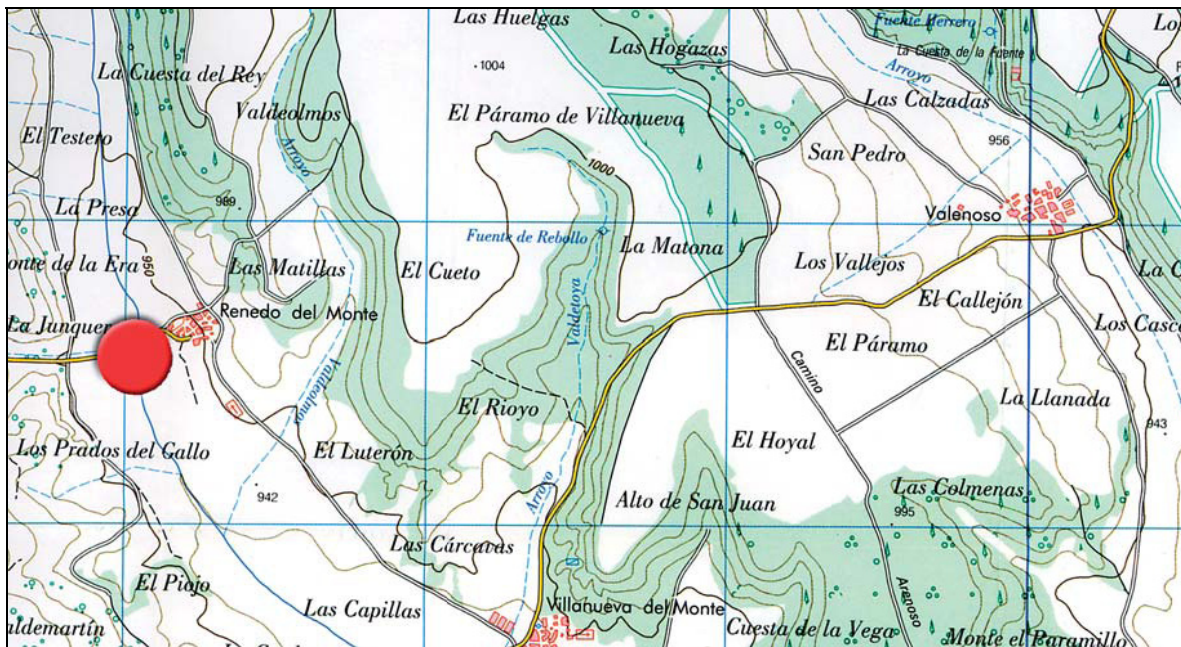 Las Huelgas
Fuente Herrero
Las Hogazas
La Cuesta de la Fuente
La Cuesta del Rey
1004
Arroyo
Valdeolmos
Las Calzadas
El Páramo de Villanueva
El Testero
Arroyo
956
San Pedro
1000
989
La Presa
Valenoso
Fuente de Rebollo
La Matona
950
Las Matillas
El Cueto
Los Vallejos
El Callejón
Renedo del Monte
Valdetoya
La Junquer
Los Casc
El Páramo
Camino
Valdeolmos
La Llanada
El Rioyo
943
El Hoyal
Los Prados del Gallo
El Luterón
Las Colmenas
942
Arroyo
Alto de San Juan
995
Las Cárcavas
El Piojo
Arenoso
Las Capillas
Villanueva del Monte
aldemartín
Cuesta de la Vega
Monte el Paramillo